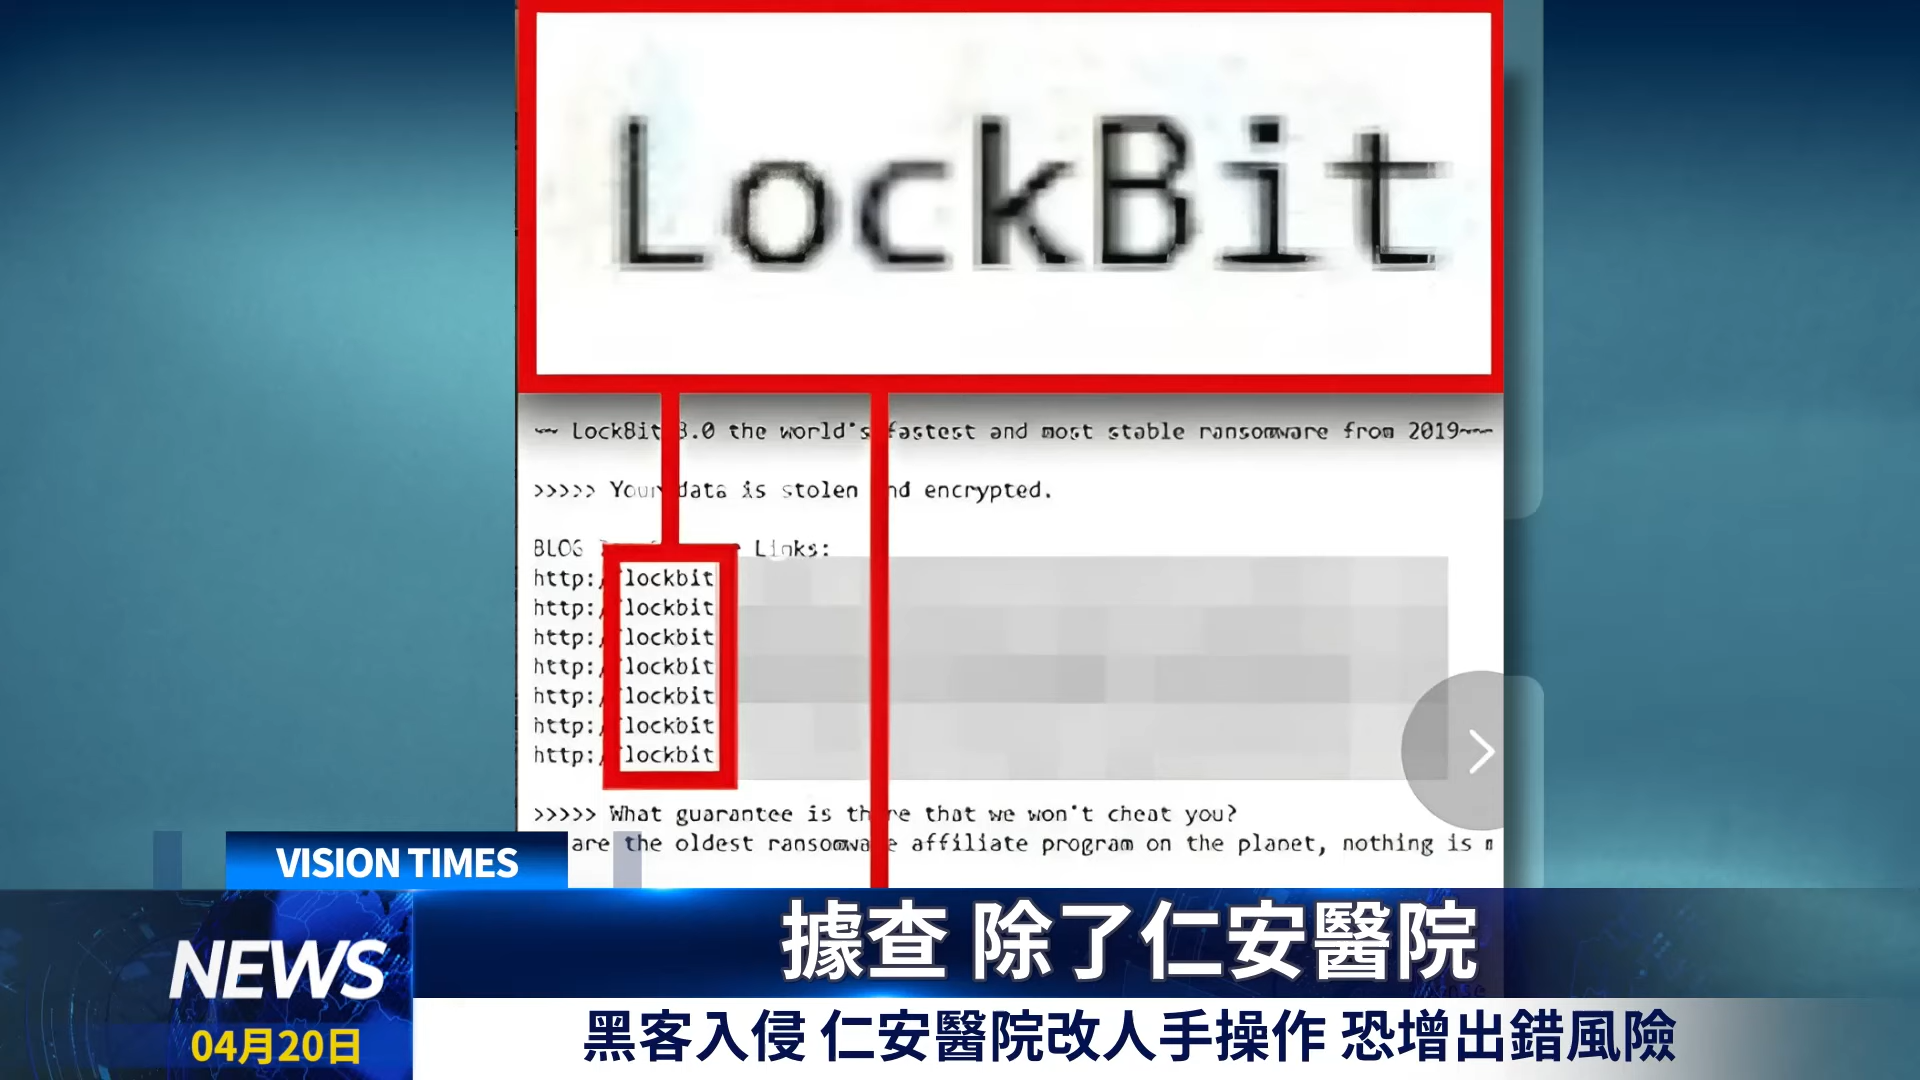 LockBit
~~~ LockBit 3.0 the world's fastest and most stable ransomware from 2019~~~
>>>>> Your data is stolen and encrypted.
BLOG Links:
http://lockbit
http://lockbit
http://lockbit
http://lockbit
http://lockbit
http://lockbit
http://lockbit
>>>>> What guarantee is there that we won't cheat you?
are the oldest ransomware affiliate program on the planet, nothing is m
VISION TIMES
據查 除了仁安醫院
NEWS
04月20日
黑客入侵 仁安醫院改人手操作 恐增出錯風險